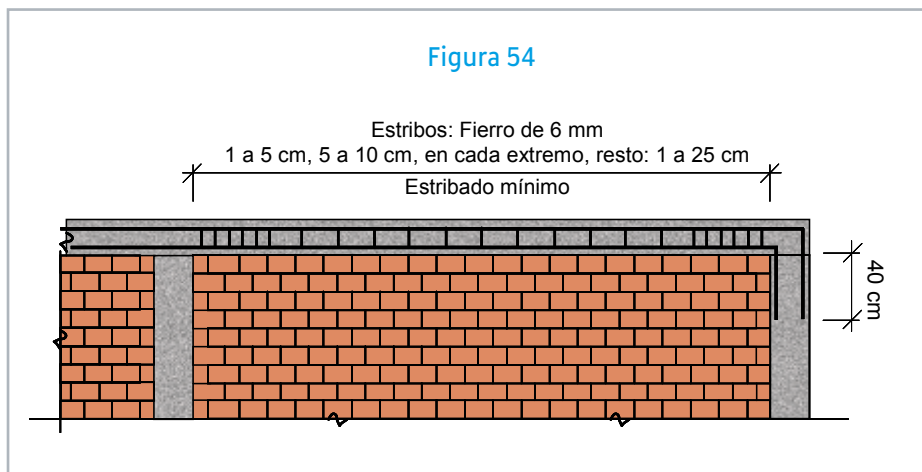 Figura 54
Estribos: Fierro de 6 mm
1 a 5 cm, 5 a 10 cm, en cada extremo, resto: 1 a 25 cm
Estribado mínimo
40 cm